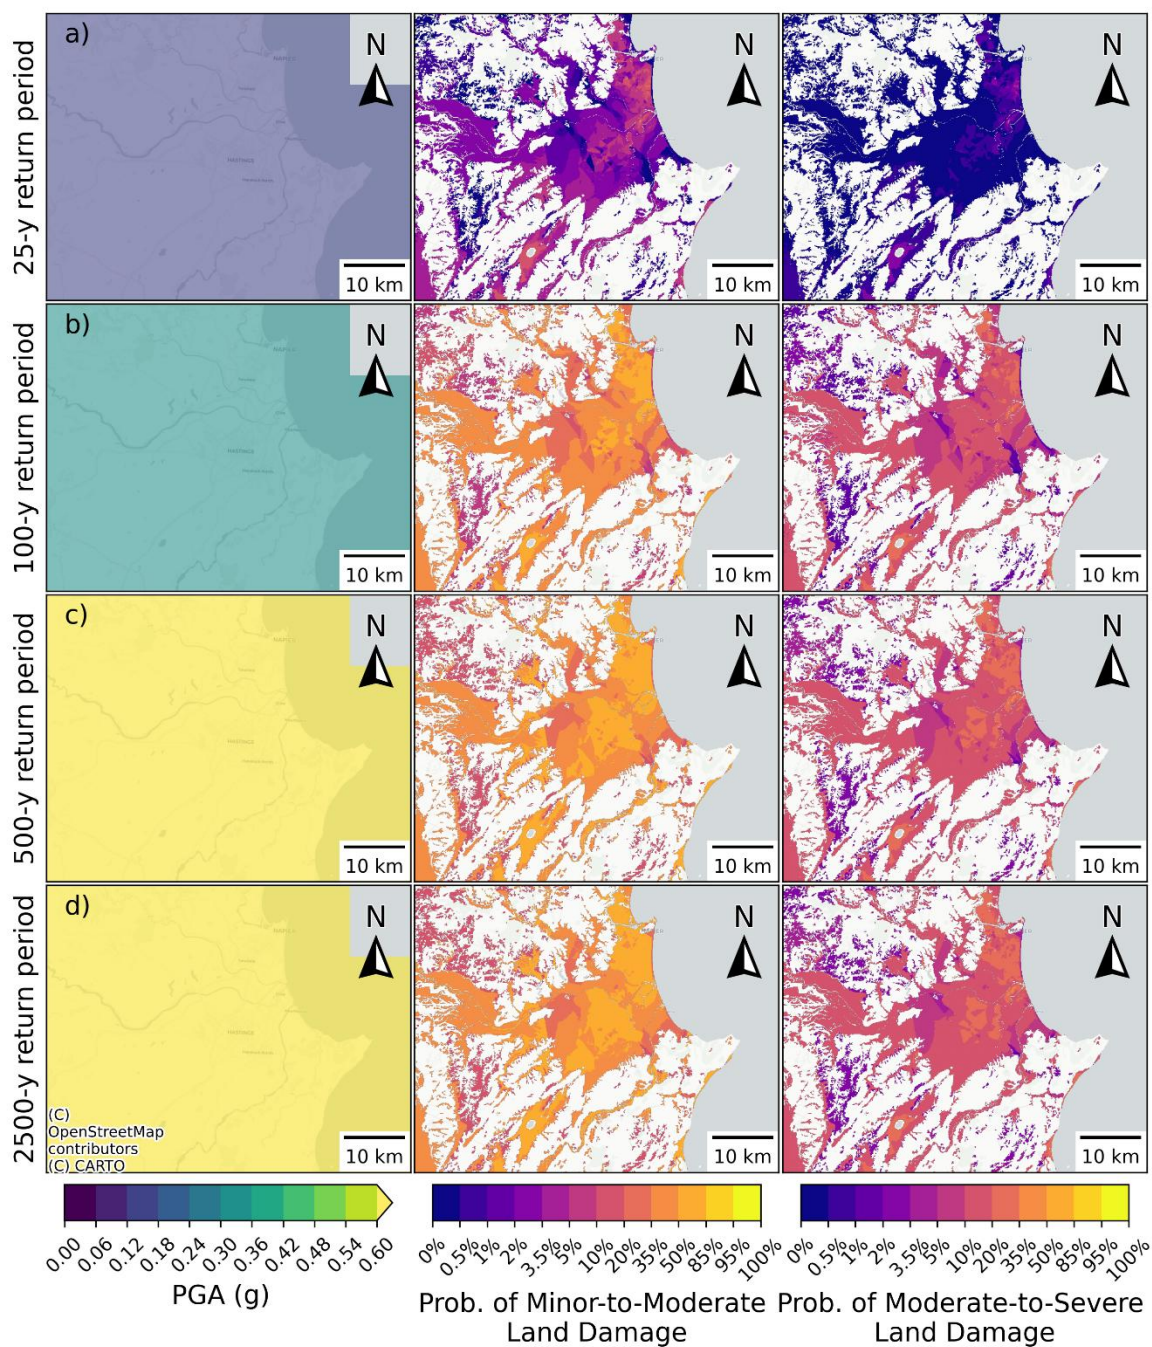 25-y return period
a)
N
10 km
N
10 km
N
10 km
100-y return period
b)
N
10 km
N
10 km
N
10 km
500-y return period
c)
N
10 km
N
10 km
N
10 km
2500-y return period
d)
N
10 km
N
10 km
N
10 km
(C)
OpenStreetMap
contributors
(C) CARTO
0.00 0.06 0.12 0.18 0.24 0.30 0.36 0.42 0.48 0.54 0.60
PGA (g)
0% 0.5% 1% 2% 3.5% 5% 10% 20% 35% 50% 85% 95% 100%
Prob. of Minor-to-Moderate
Land Damage
0% 0.5% 1% 2% 3.5% 5% 10% 20% 35% 50% 85% 95% 100%
Prob. of Moderate-to-Severe
Land Damage